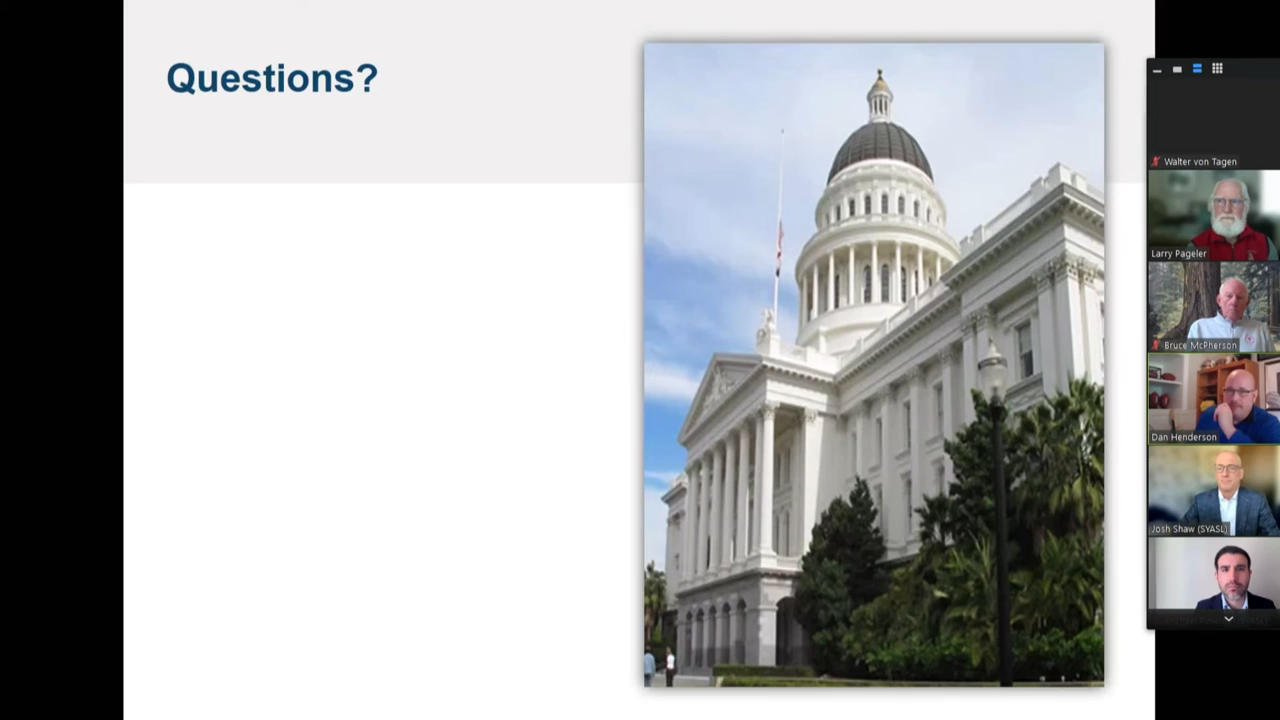 Questions?
Walter von Tagen
Larry Pageler
Bruce McPherson
Dan Henderson
Josh Shaw (SYASL)